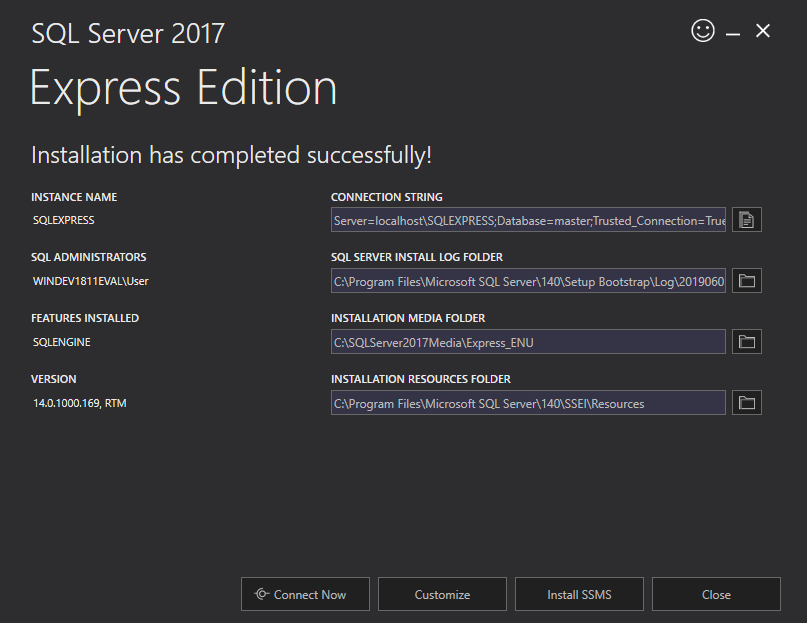 SQL Server 2017
Express Edition
Installation has completed successfully!
INSTANCE NAME
SQLEXPRESS
CONNECTION STRING
Server=localhost\SQLEXPRESS;Database=master;Trusted_Connection=True
SQL ADMINISTRATORS
WINDEV1811EVAL\User
SQL SERVER INSTALL LOG FOLDER
C:\Program Files\Microsoft SQL Server\140\Setup Bootstrap\Log\2019060
FEATURES INSTALLED
SQLENGINE
INSTALLATION MEDIA FOLDER
C:\SQLServer2017Media\Express_ENU
VERSION
14.0.1000.169, RTM
INSTALLATION RESOURCES FOLDER
C:\Program Files\Microsoft SQL Server\140\SSEI\Resources
Connect Now
Customize
Install SSMS
Close